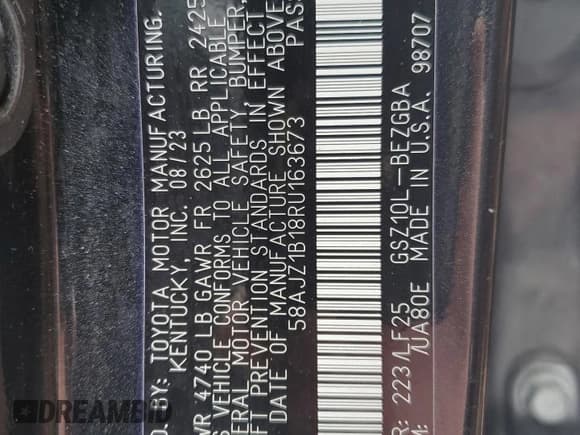 D. BY: TOYOTA MOTOR MANUFACTURING,
KENTUCKY, INC. 08/23
WR 4740 LB GAWR FR 2625 LB RR 2425
S VEHICLE CONFORMS TO ALL APPLICABLE
ERAL MOTOR VEHICLE SAFETY, BUMPER,
FT PREVENTION STANDARDS IN EFFECT
DATE OF MANUFACTURE SHOWN ABOVE
58AJZ1B18RU163673 PAS
R: 223/LF25 GSZ10L-BEZGBA
M: /UA80E MADE IN U.S.A. 98707
DREAMBID